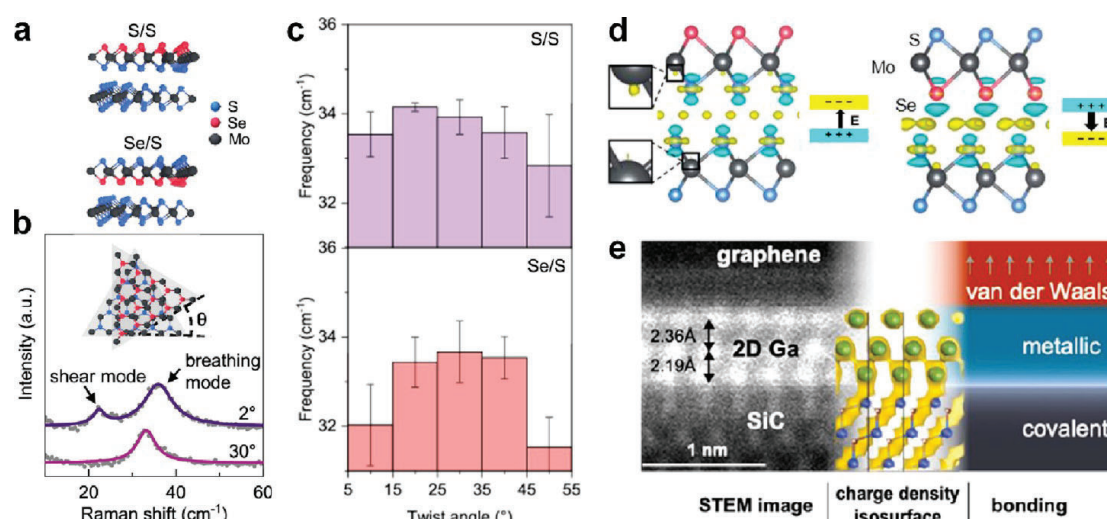 a
S/S
S
Se
Mo
Se/S
b
θ
breathing
mode
shear mode
2°
30°
Intensity (a.u.)
20
40
60
Raman shift (cm-1)
c
36
S/S
34
32
Frequency (cm-1)
36
Se/S
34
32
Frequency (cm-1)
5
15
25
35
45
55
Twist angle (°)
d
S
Mo
Se
- - -
E
+ + +
+ + +
- - - -
e
graphene
2.36Å
2D Ga
2.19Å
SiC
1 nm
van der Waals
metallic
covalent
STEM image
charge density
isosurface
bonding